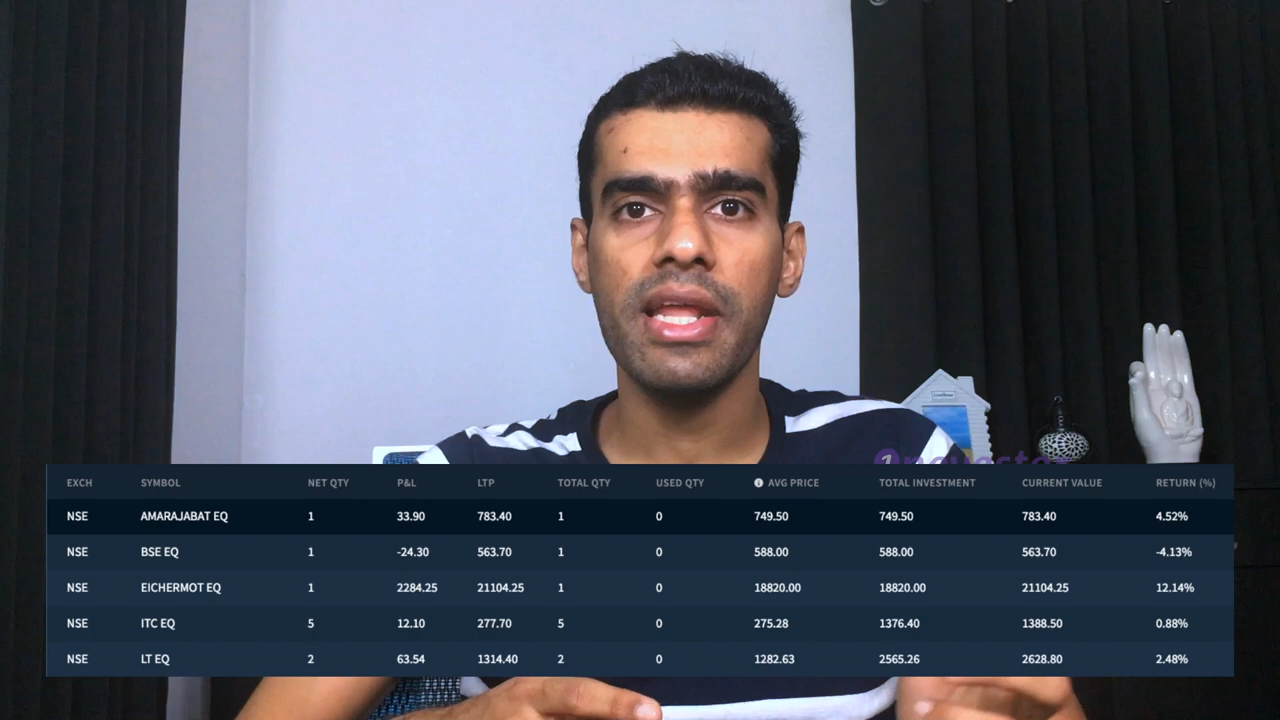 EXCH SYMBOL NET QTY P&L LTP TOTAL QTY USED QTY AVG PRICE TOTAL INVESTMENT CURRENT VALUE RETURN (%)
NSE AMARAJABAT EQ 1 33.90 783.40 1 0 749.50 749.50 783.40 4.52%
NSE BSE EQ 1 -24.30 563.70 1 0 588.00 588.00 563.70 -4.13%
NSE EICHERMOT EQ 1 2284.25 21104.25 1 0 18820.00 18820.00 21104.25 12.14%
NSE ITC EQ 5 12.10 277.70 5 0 275.28 1376.40 1388.50 0.88%
NSE LT EQ 2 63.54 1314.40 2 0 1282.63 2565.26 2628.80 2.48%